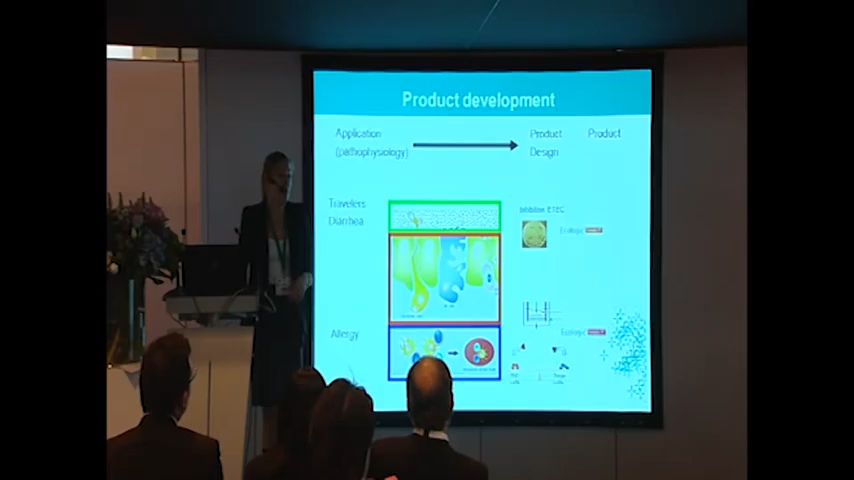 Product development
Application
(pathophysiology)
Product
Design
Product
Travelers
Diarrhea
Inhibition ETEC
Ecologic
Allergy
Ecologic